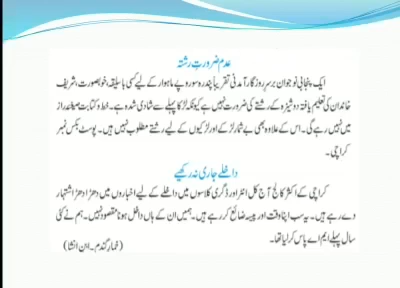 عدم ضرورتِ رشتہ
ایک پنجابی نوجوان برسرِ روزگار آمدنی تقریباً پندرہ سو روپے ماہوار کے لیے کسی باسلیقہ، خوبصورت، شریف
خاندان کی تعلیم یافتہ دوشیزہ کے رشتے کی ضرورت نہیں ہے کیونکہ لڑکا پہلے سے شادی شدہ ہے۔ خط و کتابت صیغہ راز
میں نہیں رہے گی۔ اس کے علاوہ بھی بے شمار لڑکے اور لڑکیوں کے لیے رشتے مطلوب نہیں ہیں۔ پوسٹ بکس نمبر
کراچی۔
داخلے جاری نہ رکھیے
کراچی کے اکثر کالج آج کل انٹر اور ڈگری کلاسوں میں داخلے کے لیے اخباروں میں دھڑا دھڑ اشتہار
دے رہے ہیں۔ یہ سب اپنا وقت اور پیسہ ضائع کر رہے ہیں۔ ہمیں ان کے ہاں داخل ہونا مقصود نہیں۔ ہم نے کئی
سال پہلے ایم اے پاس کر لیا تھا۔
(خمارِ گندم۔ ابن انشا)